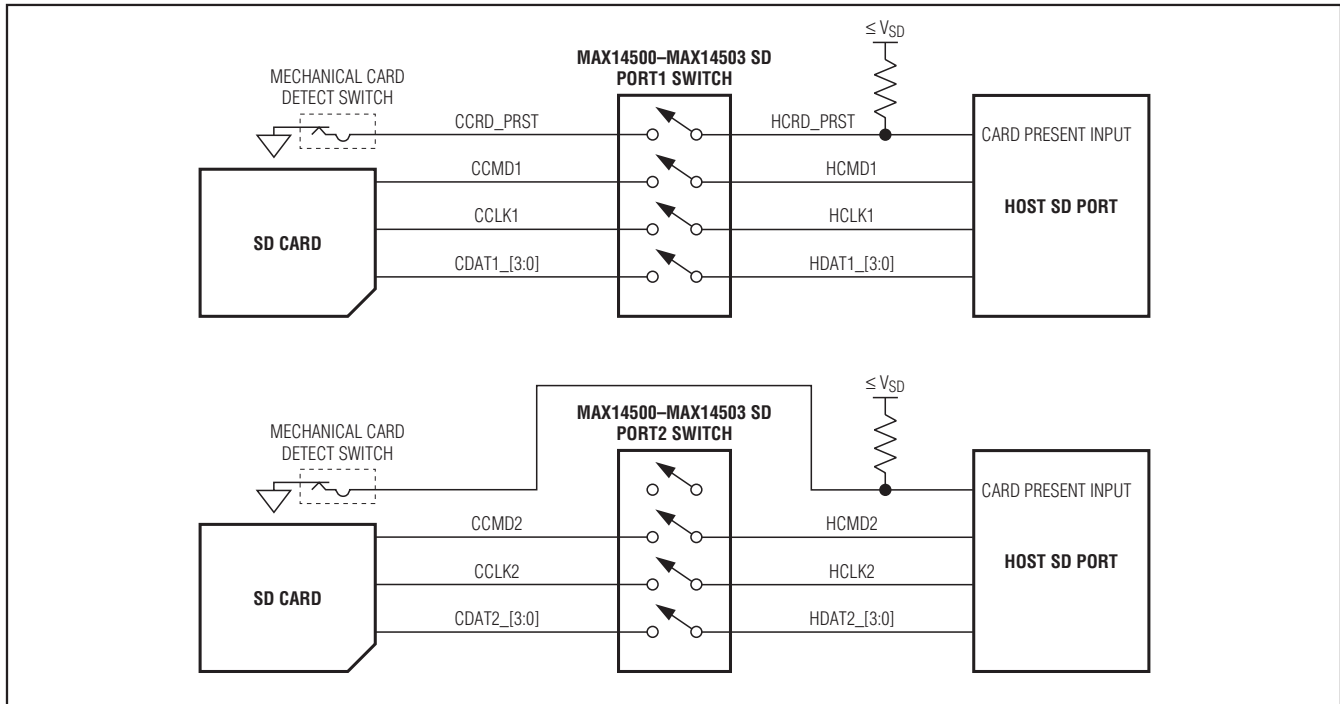 ≤ VSD
MAX14500–MAX14503 SD
PORT1 SWITCH
MECHANICAL CARD
DETECT SWITCH
CCRD_PRST
HCRD_PRST
CARD PRESENT INPUT
CCMD1
HCMD1
HOST SD PORT
CCLK1
HCLK1
SD CARD
CDAT1_[3:0]
HDAT1_[3:0]
≤ VSD
MAX14500–MAX14503 SD
PORT2 SWITCH
MECHANICAL CARD
DETECT SWITCH
CARD PRESENT INPUT
CCMD2
HCMD2
HOST SD PORT
CCLK2
HCLK2
SD CARD
CDAT2_[3:0]
HDAT2_[3:0]